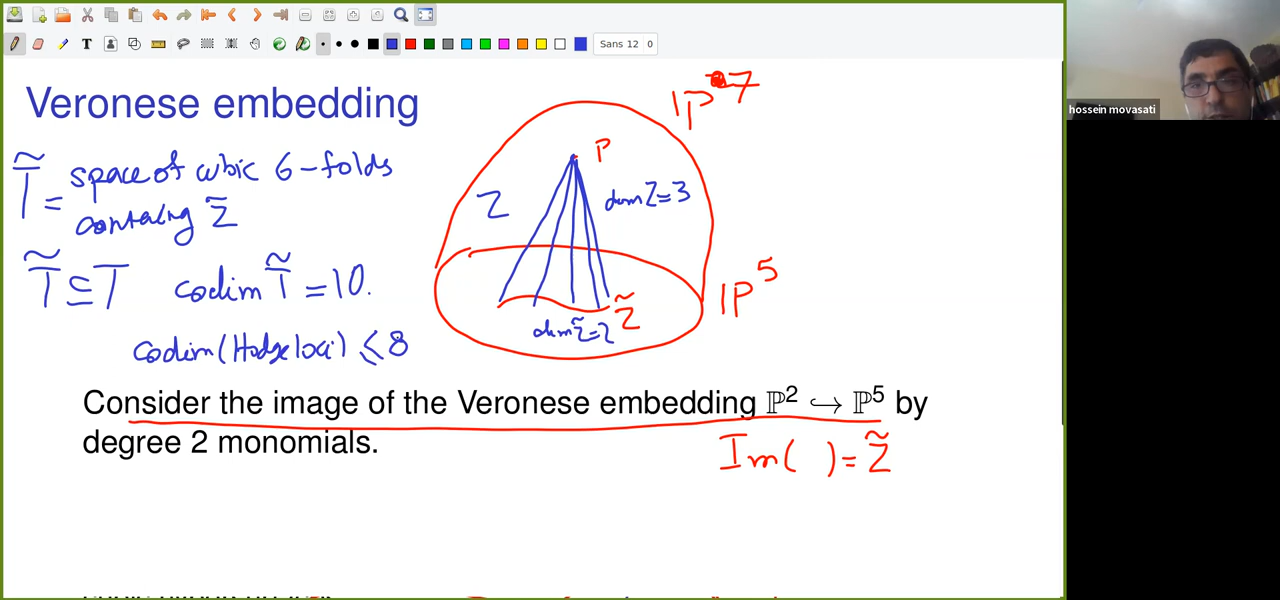 Sans 12 0
hossein movasati
Veronese embedding
T̃ = space of cubic 6-folds
containing Z̃
T̃ ⊆ T codim T̃ = 10.
codim(Hodge loci) ≤ 8
ℙ7
P
Z
dim Z = 3
ℙ5
Z̃
dim Z̃ = 2
Consider the image of the Veronese embedding ℙ² ↪ ℙ⁵ by
degree 2 monomials.
Im( ) = Z̃